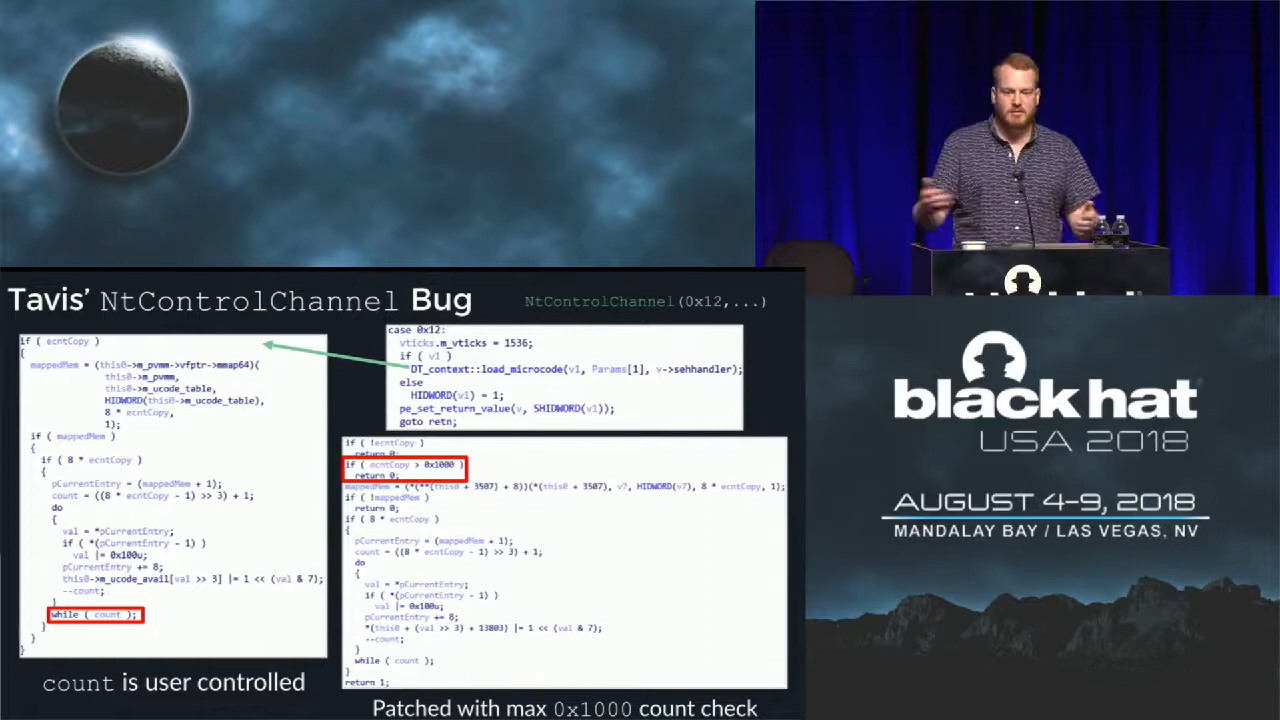 Tavis' NtControlChannel Bug
NtControlChannel(0x12,...)
if ( ecntCopy )
{
mappedMem = (this0->m_pvmm->vfptr->mmap64)(
this0->m_pvmm,
this0->m_ucode_table,
HIDWORD(this0->m_ucode_table),
8 * ecntCopy,
1);
if ( mappedMem )
{
if ( 8 * ecntCopy )
{
pCurrentEntry = (mappedMem + 1);
count = ((8 * ecntCopy - 1) >> 3) + 1;
do
{
val = *pCurrentEntry;
if ( *(pCurrentEntry - 1) )
val |= 0x100u;
pCurrentEntry += 8;
this0->m_ucode_avail[val >> 3] |= 1 << (val & 7);
--count;
}
while ( count );
}
}
}
count is user controlled
case 0x12:
vticks.m_vticks = 1536;
if ( v1 )
DT_context::load_microcode(v1, Params[1], v->sehhandler);
else
HIDWORD(v1) = 1;
pe_set_return_value(v, SHIDWORD(v1));
goto retn;
if ( !ecntCopy )
return 0;
if ( ecntCopy > 0x1000 )
return 0;
mappedMem = (*(**(this0 + 3507) + 8))(*(this0 + 3507), v7, HIDWORD(v7), 8 * ecntCopy, 1);
if ( !mappedMem )
return 0;
if ( 8 * ecntCopy )
{
pCurrentEntry = (mappedMem + 1);
count = ((8 * ecntCopy - 1) >> 3) + 1;
do
{
val = *pCurrentEntry;
if ( *(pCurrentEntry - 1) )
val |= 0x100u;
pCurrentEntry += 8;
*(this0 + (val >> 3) + 13803) |= 1 << (val & 7);
--count;
}
while ( count );
}
return 1;
Patched with max 0x1000 count check
black hat
USA 2018
AUGUST 4-9, 2018
MANDALAY BAY / LAS VEGAS, NV